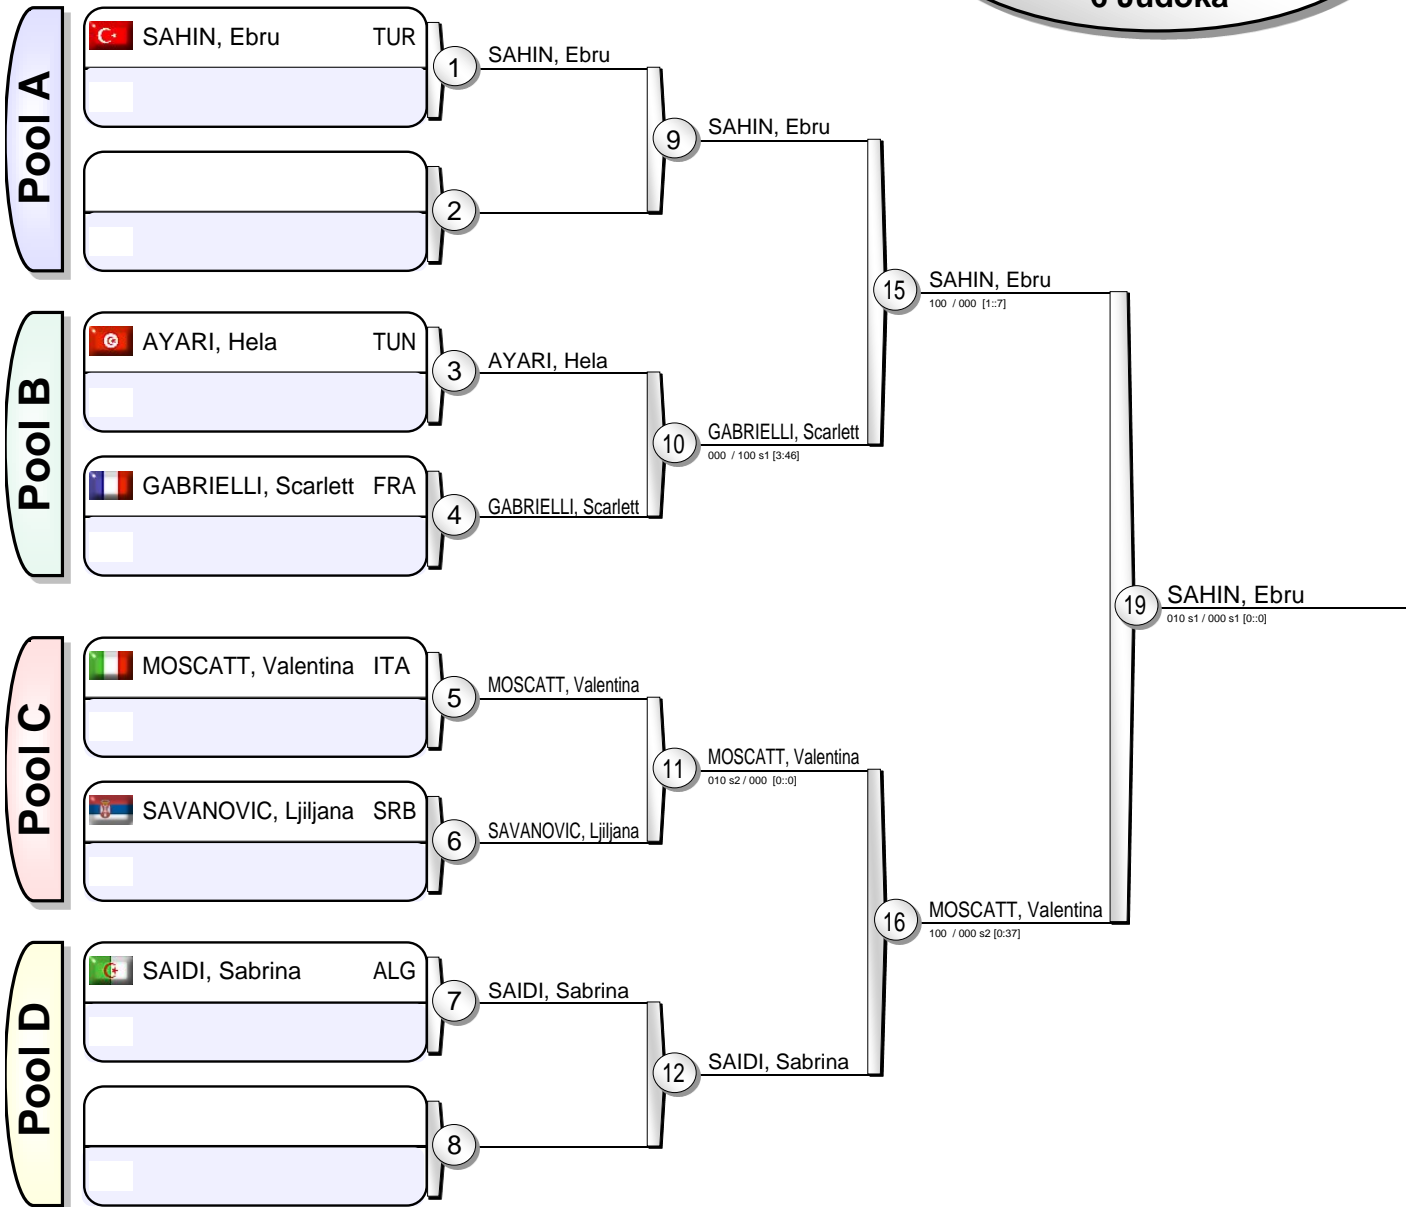 6 Judoka
Pool A
SAHIN, Ebru TUR
1
SAHIN, Ebru
2
9
SAHIN, Ebru
Pool B
AYARI, Hela TUN
3
AYARI, Hela
GABRIELLI, Scarlett FRA
4
GABRIELLI, Scarlett
10
GABRIELLI, Scarlett
000 / 100 s1 [3:46]
15
SAHIN, Ebru
100 / 000 [1::7]
Pool C
MOSCATT, Valentina ITA
5
MOSCATT, Valentina
SAVANOVIC, Ljiljana SRB
6
SAVANOVIC, Ljiljana
11
MOSCATT, Valentina
010 s2 / 000 [0::0]
Pool D
SAIDI, Sabrina ALG
7
SAIDI, Sabrina
8
12
SAIDI, Sabrina
16
MOSCATT, Valentina
100 / 000 s2 [0:37]
19
SAHIN, Ebru
010 s1 / 000 s1 [0::0]